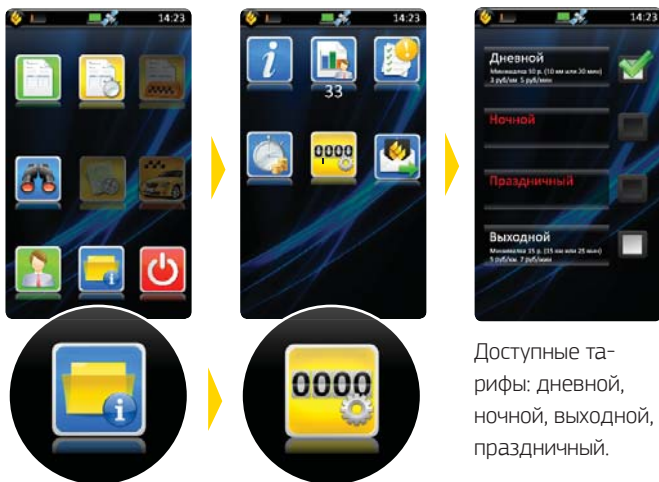 14:23
14:23
33
0000
14:23
Дневной
Минималка 50 р. (10 км или 20 мин)
3 руб/км 5 руб/мин
Ночной
Праздничный
Выходной
Минималка 15 р. (15 км или 25 мин)
5 руб/км 7 руб/мин
0000
Доступные та-
рифы: дневной,
ночной, выходной,
праздничный.